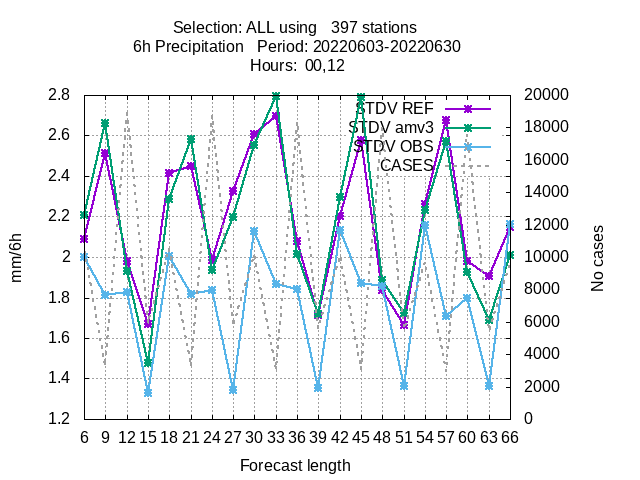 Selection: ALL using   397 stations
6h Precipitation   Period: 20220603-20220630
Hours:  00,12
2.8
2.6
2.4
2.2
2
1.8
1.6
1.4
1.2
mm/6h
20000
18000
16000
14000
12000
10000
8000
6000
4000
2000
0
No cases
STDV REF
STDV amv3
STDV OBS
CASES
6 9 12 15 18 21 24 27 30 33 36 39 42 45 48 51 54 57 60 63 66
Forecast length